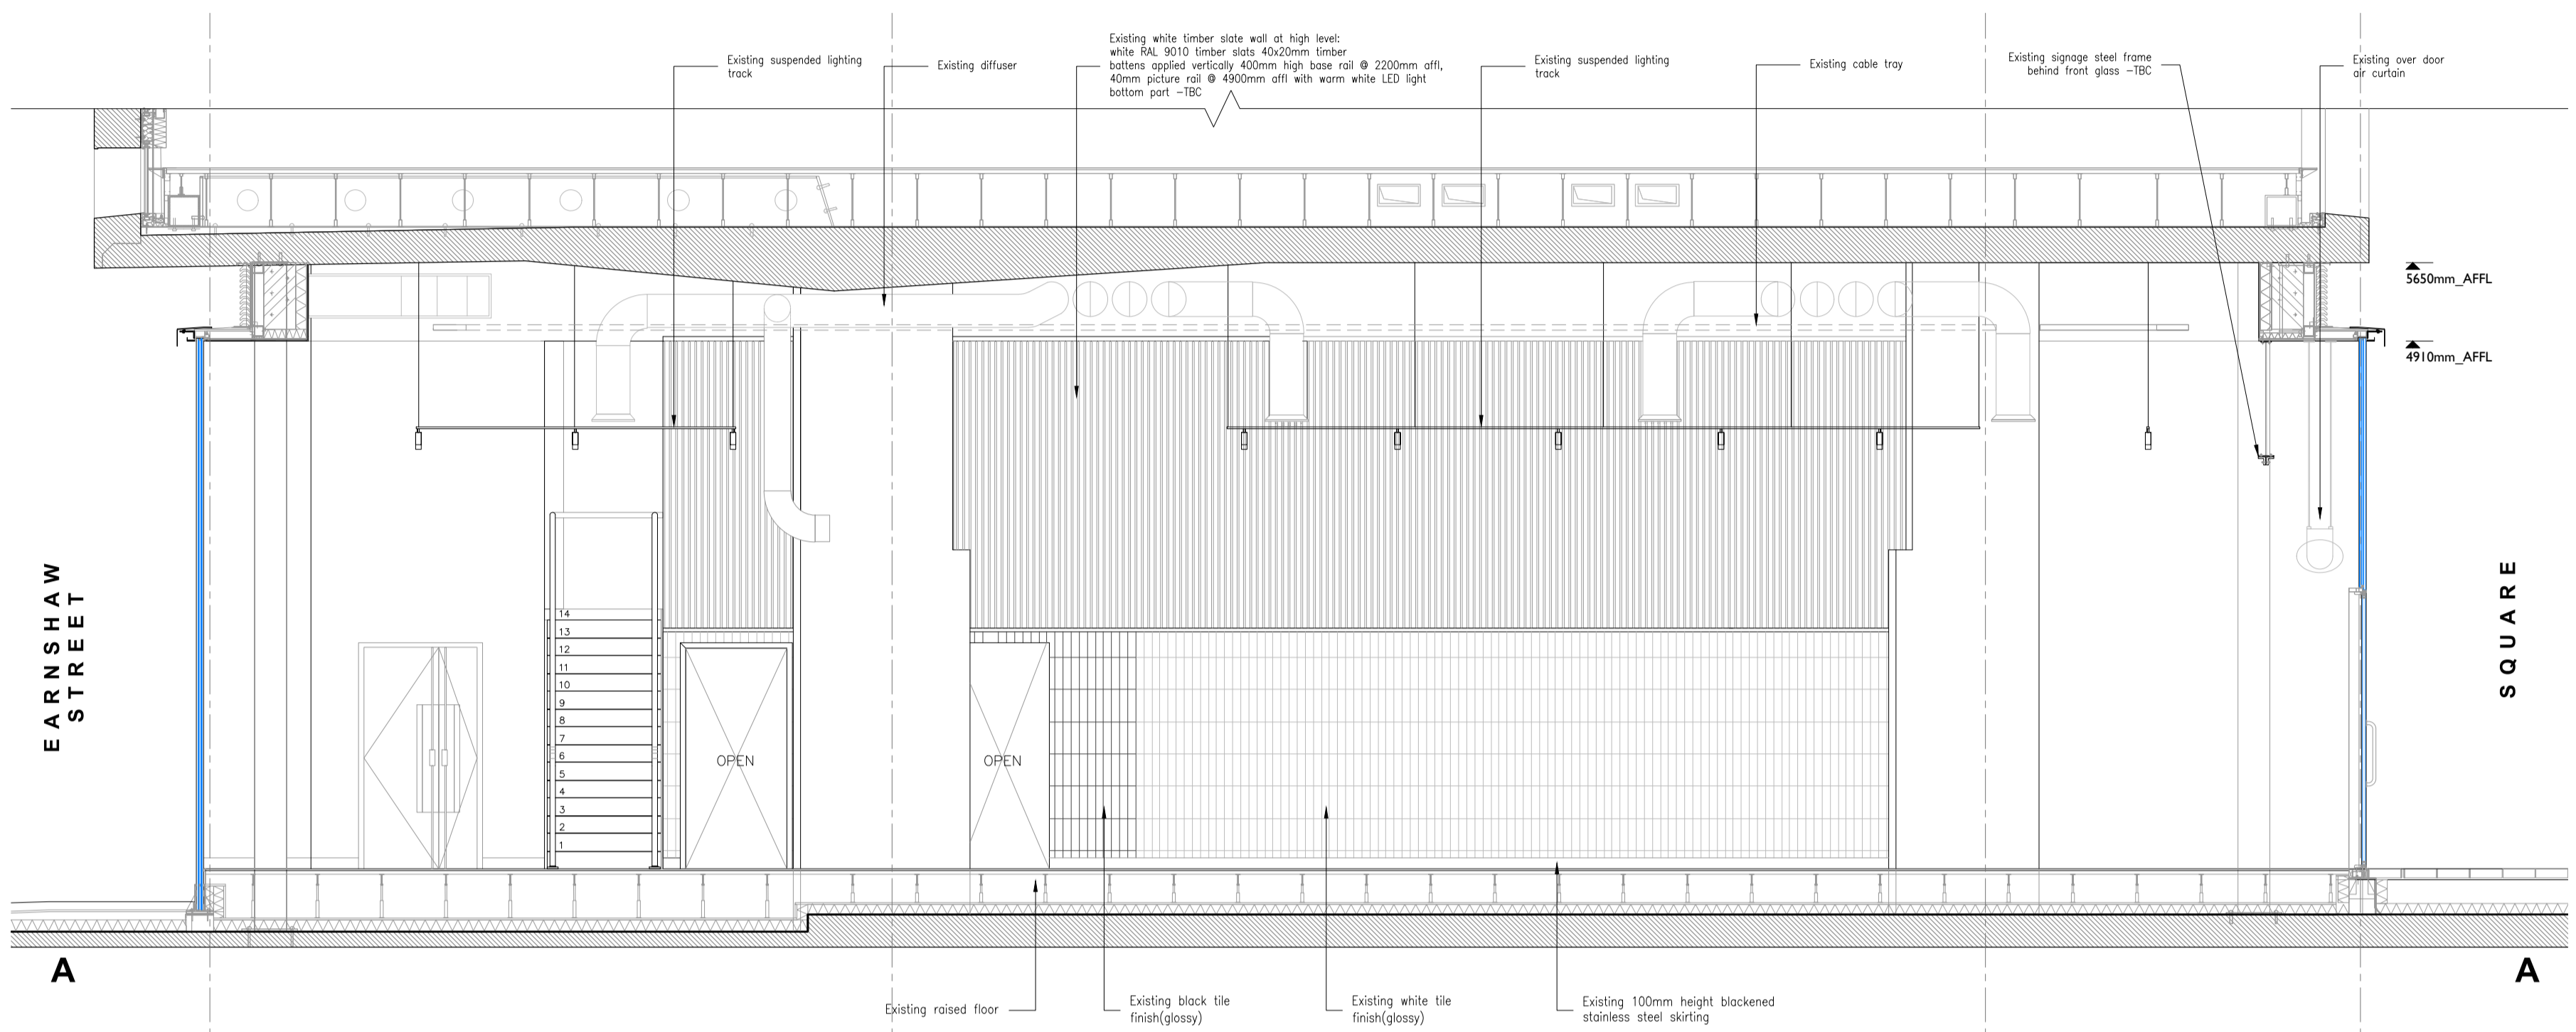 Existing suspended lighting
track
Existing diffuser
Existing white timber slate wall at high level:
white RAL 9010 timber slats 40x20mm timber
battens applied vertically 400mm high base rail @ 2200mm affl,
40mm picture rail @ 4900mm affl with warm white LED light
bottom part -TBC
Existing suspended lighting
track
Existing cable tray
Existing signage steel frame
behind front glass -TBC
Existing over door
air curtain
5650mm_AFFL
4910mm_AFFL
EARNSHAW
STREET
SQUARE
14
13
12
11
10
9
8
7
6
5
4
3
2
1
OPEN
OPEN
A
A
Existing raised floor
Existing black tile
finish(glossy)
Existing white tile
finish(glossy)
Existing 100mm height blackened
stainless steel skirting